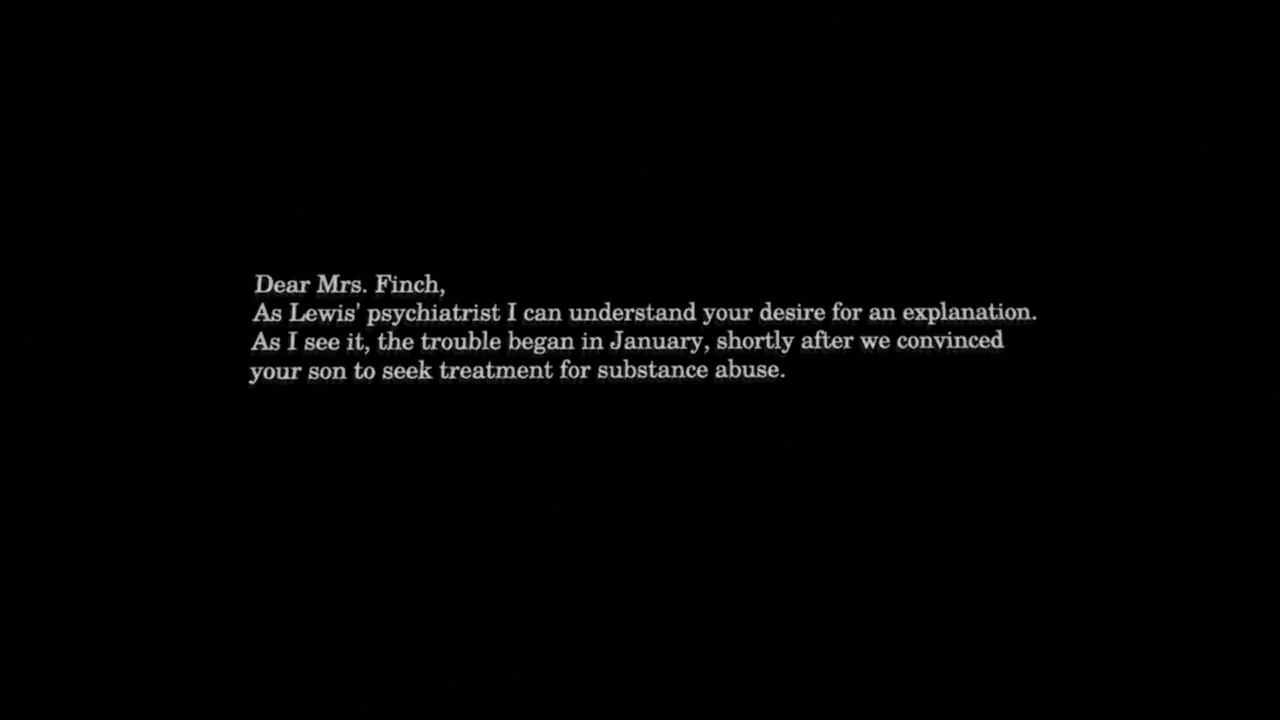 Dear Mrs. Finch,
As Lewis' psychiatrist I can understand your desire for an explanation.
As I see it, the trouble began in January, shortly after we convinced
your son to seek treatment for substance abuse.